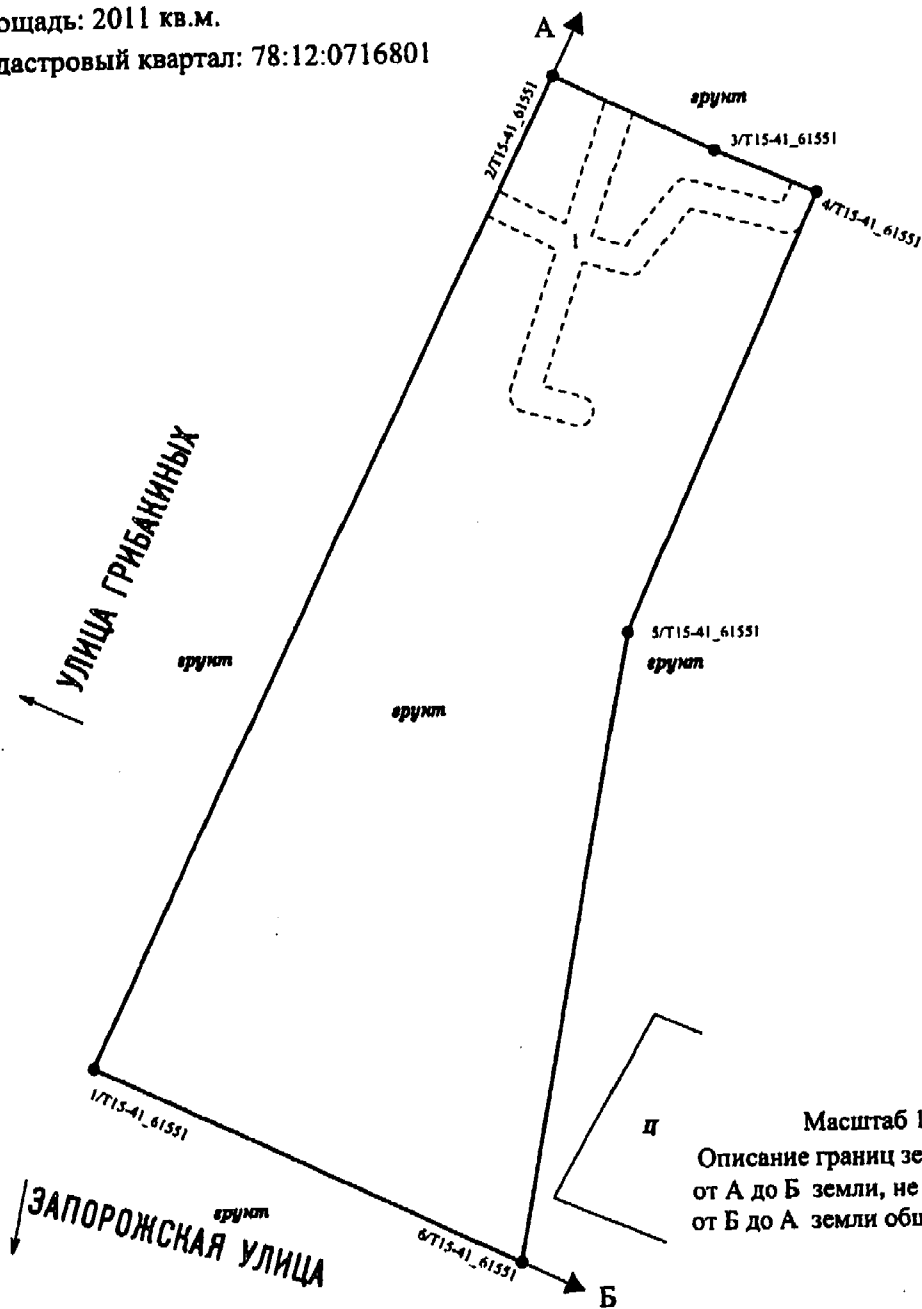 ощадь: 2011 кв.м.
дастровый квартал: 78:12:0716801
А
грунт
2/Т15-41_61551
3/Т15-41_61551
4/Т15-41_61551
1
УЛИЦА ГРИБАКИНЫХ
5/Т15-41_61551
грунт
грунт
грунт
1/Т15-41_61551
ц
Масштаб 1
Описание границ зе
от А до Б земли, не
от Б до А земли общ
ЗАПОРОЖСКАЯ УЛИЦА
грунт
6/Т15-41_61551
Б